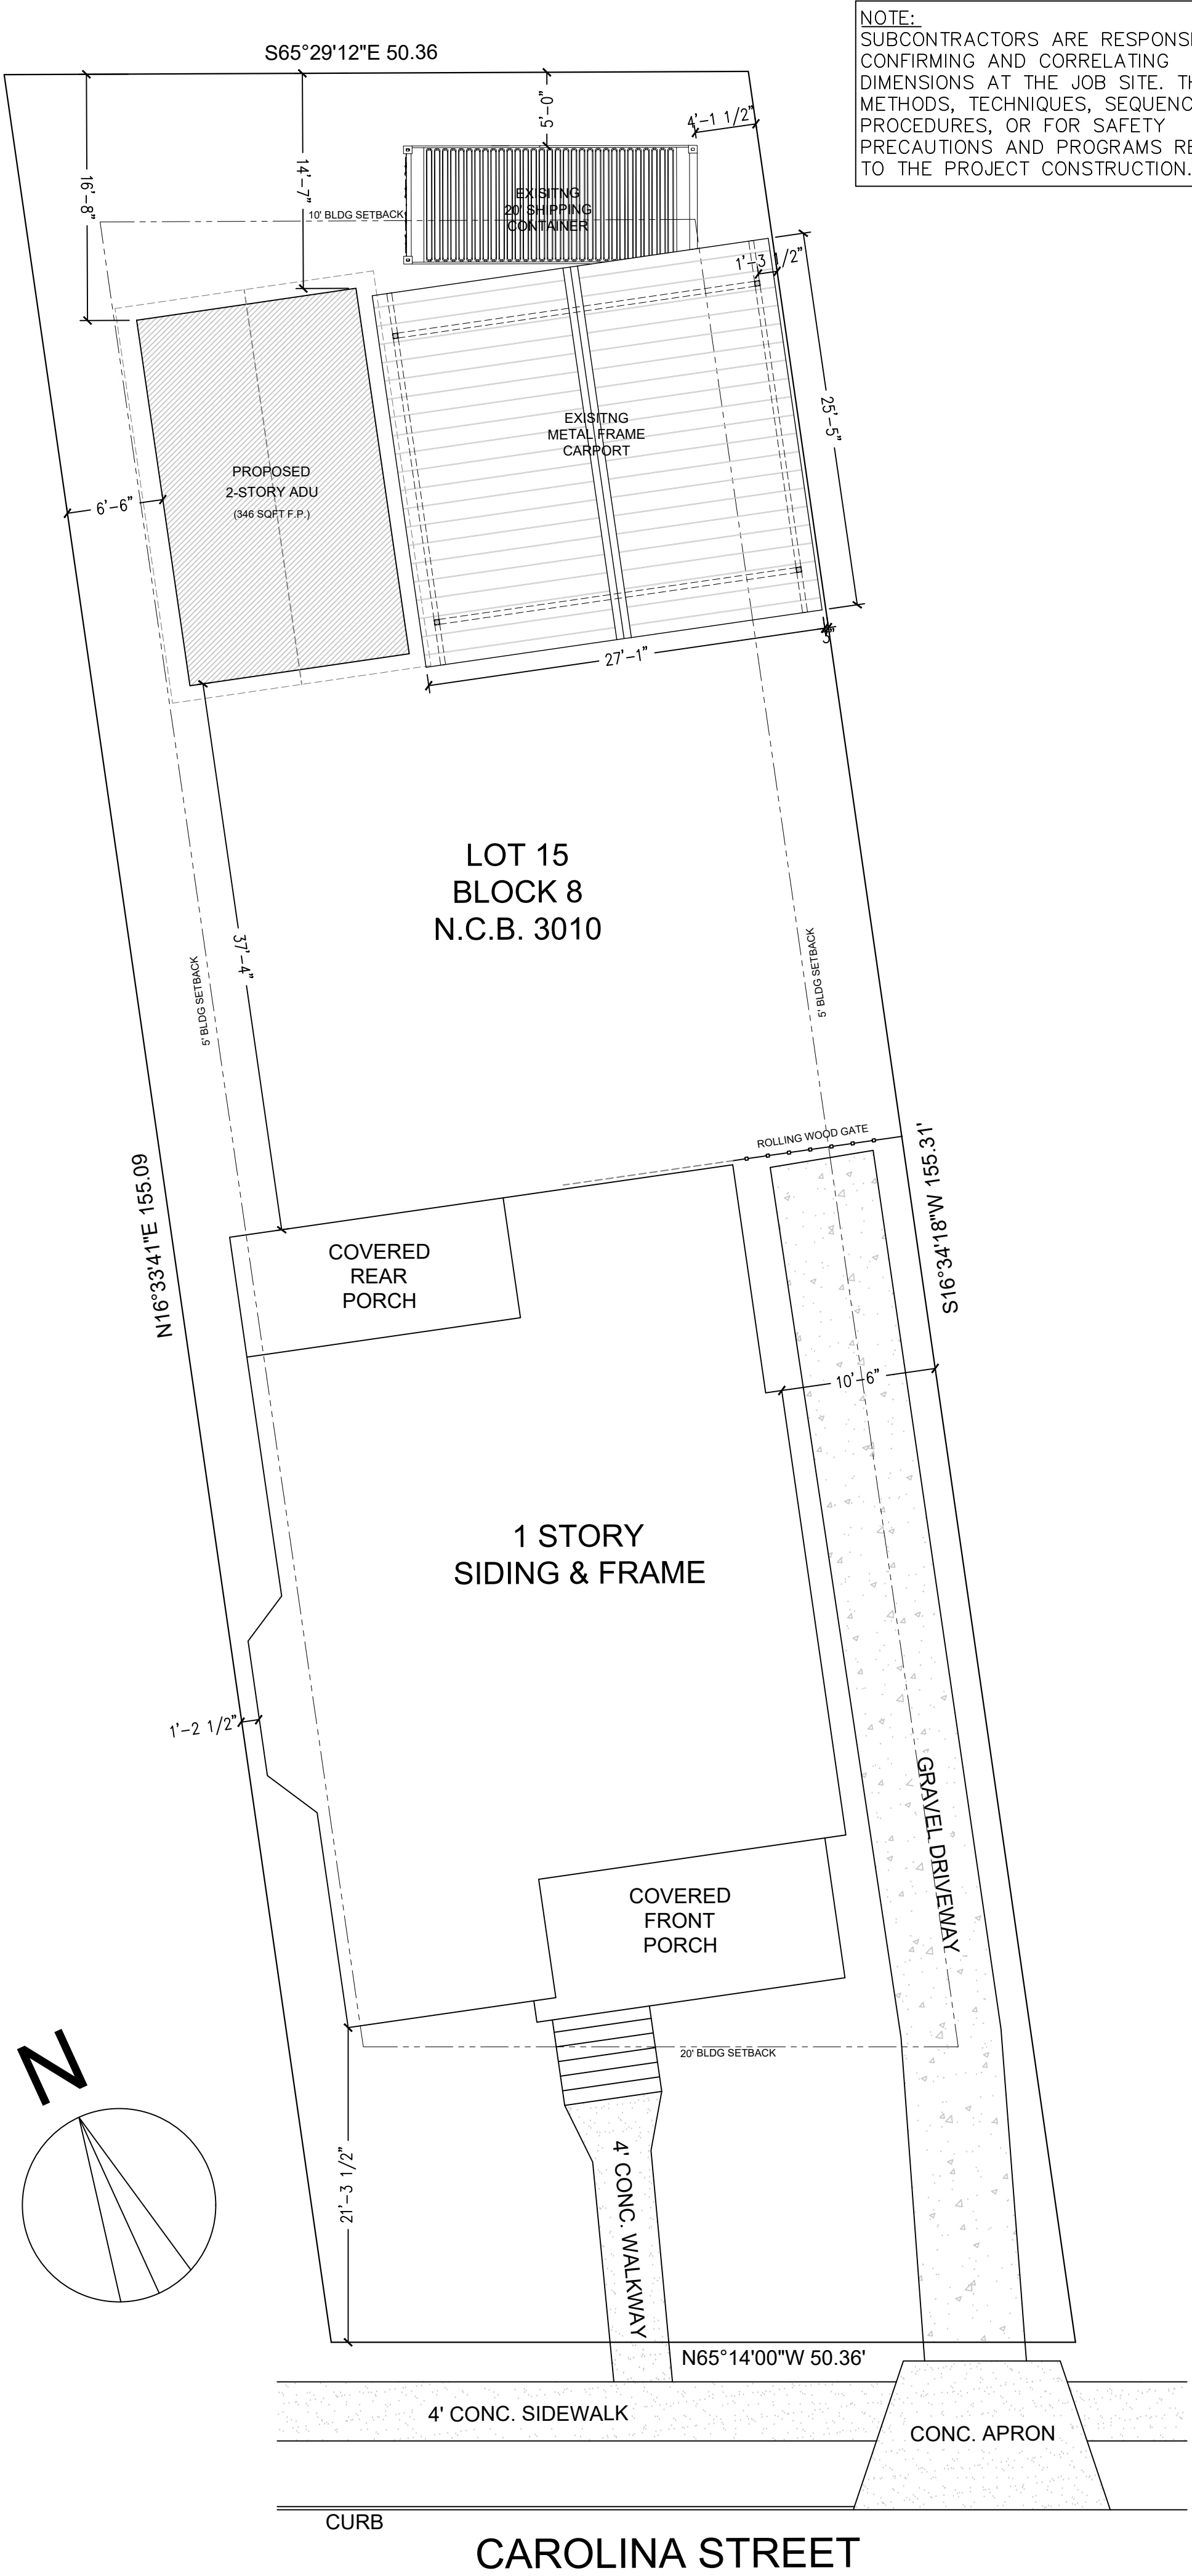 NOTE:
SUBCONTRACTORS ARE
CONFIRMING AND CORRELATING
DIMENSIONS AT THE JOB SITE.
METHODS, TECHNIQUES,
PROCEDURES, OR FOR SAFETY
PRECAUTIONS AND PROGRAMS
TO THE PROJECT CONSTRUCTION.
S65°29'12"E 50.36
16'-8"
14'-7"
5'-0"
4'-1 1/2"
EXISITNG
20' SHIPPING
CONTAINER
10' BLDG SETBACK
1'-3 1/2"
25'-5"
EXISITNG
METAL FRAME
CARPORT
PROPOSED
2-STORY ADU
(346 SQFT F.P.)
6'-6"
27'-1"
3"
LOT 15
BLOCK 8
N.C.B. 3010
37'-4"
5' BLDG SETBACK
5' BLDG SETBACK
ROLLING WOOD GATE
N16°33'41"E 155.09
S16°34'18"W 155.31'
COVERED
REAR
PORCH
10'-6"
1 STORY
SIDING & FRAME
1'-2 1/2"
GRAVEL DRIVEWAY
COVERED
FRONT
PORCH
N
20' BLDG SETBACK
21'-3 1/2"
4' CONC. WALKWAY
N65°14'00"W 50.36'
4' CONC. SIDEWALK
CONC. APRON
CURB
CAROLINA STREET